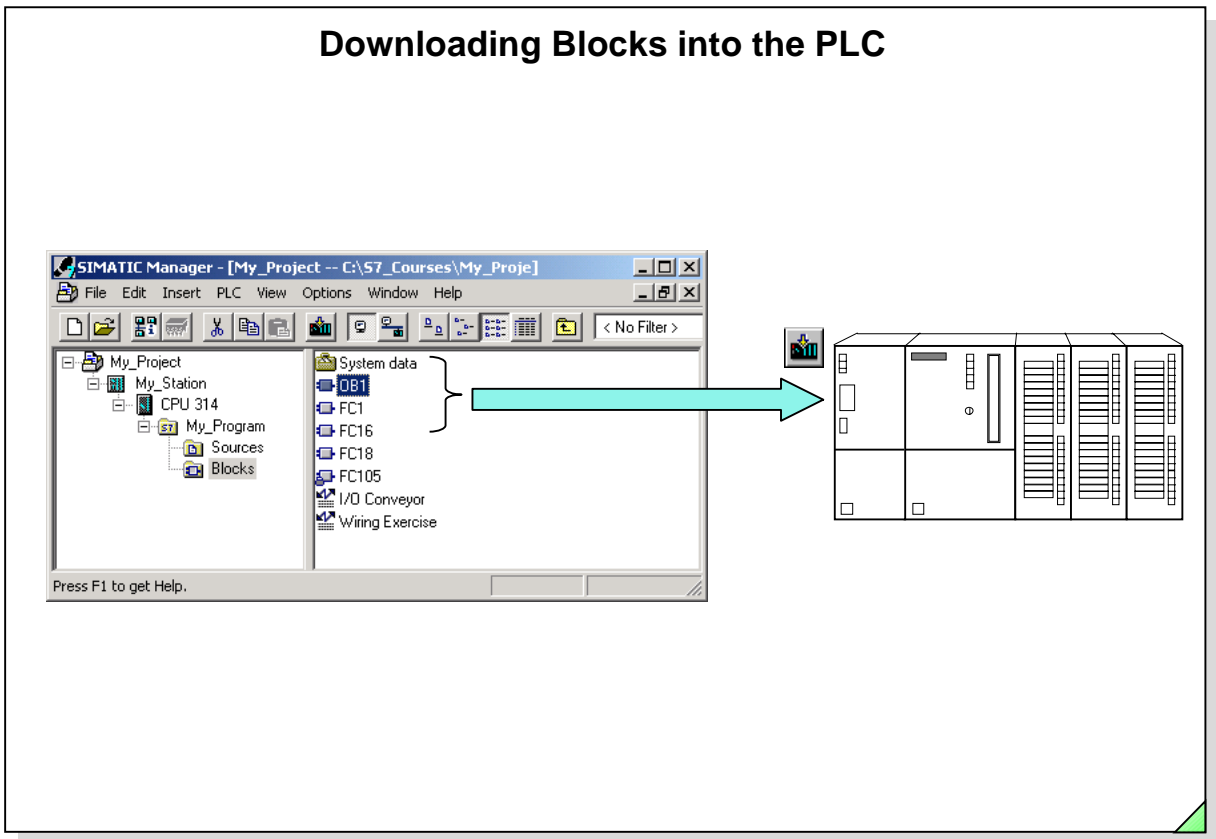 Downloading Blocks into the PLC
SIMATIC Manager - [My_Project -- C:\S7_Courses\My_Proje]
File Edit Insert PLC View Options Window Help
< No Filter >
My_Project
My_Station
CPU 314
S7 My_Program
Sources
Blocks
System data
OB1
FC1
FC16
FC18
FC105
I/O Conveyor
Wiring Exercise
Press F1 to get Help.